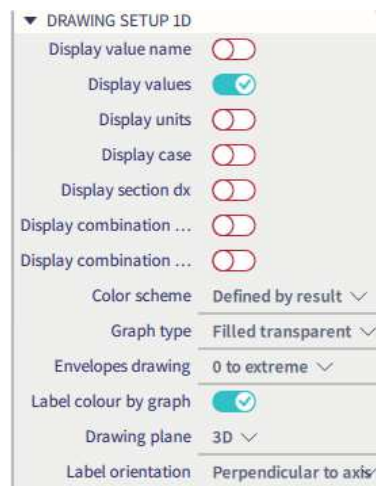 DRAWING SETUP 1D
Display value name
Display values
Display units
Display case
Display section dx
Display combination ...
Display combination ...
Color scheme Defined by result
Graph type Filled transparent
Envelopes drawing 0 to extreme
Label colour by graph
Drawing plane 3D
Label orientation Perpendicular to axis